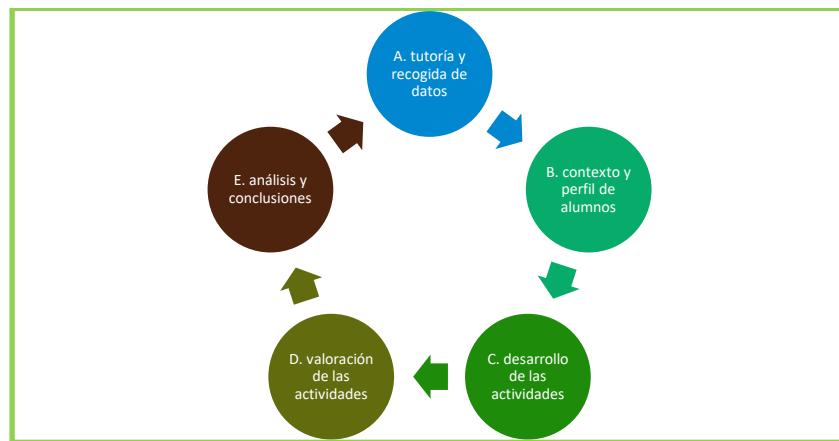 A. tutoría y
recogida de
datos
B. contexto y
perfil de
alumnos
C. desarrollo
de las
actividades
D. valoración
de las
actividades
E. análisis y
conclusiones